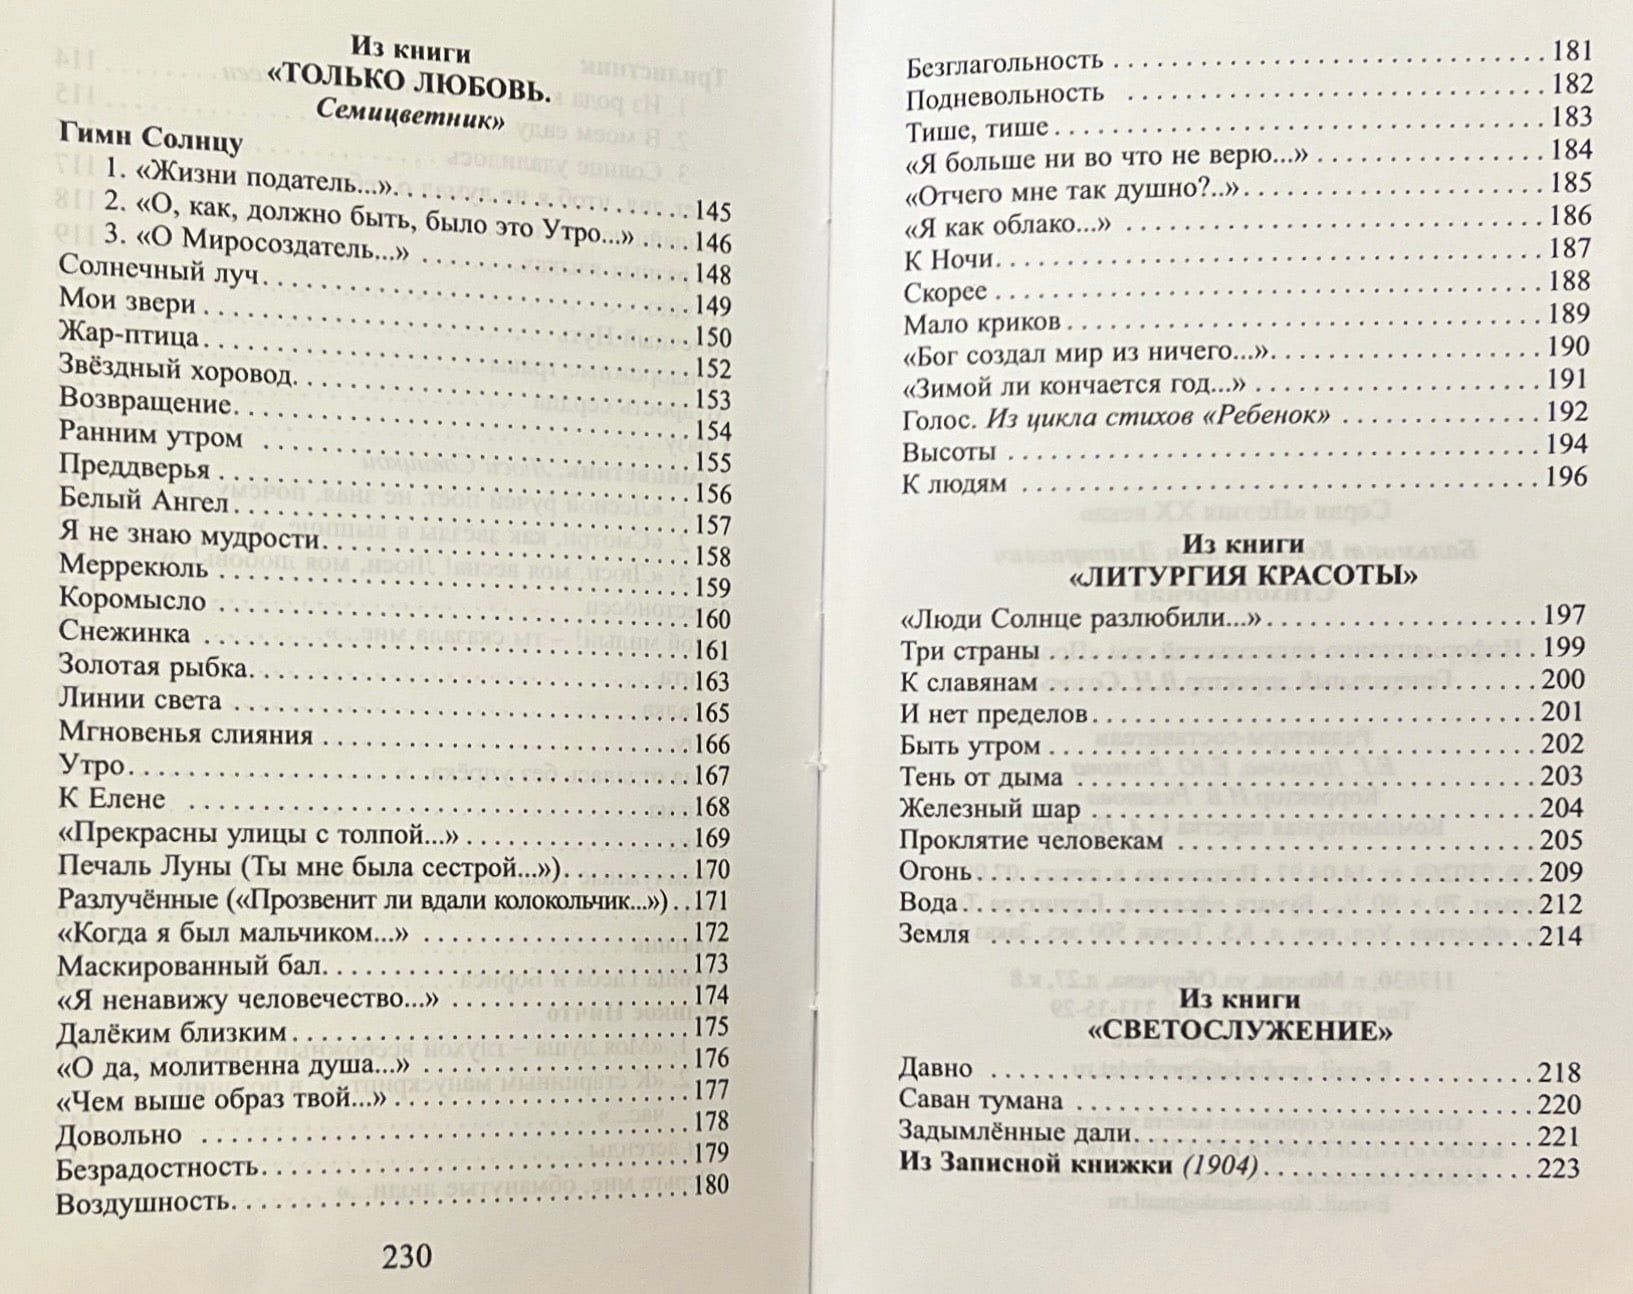 Из книги
«ТОЛЬКО ЛЮБОВЬ.
Семицветник»
Гимн Солнцу
1. «Жизни податель...» 145
2. «О, как, должно быть, было это Утро...» 146
3. «О Миросоздатель...» 148
Солнечный луч 149
Мои звери 150
Жар-птица 152
Звёздный хоровод 153
Возвращение 154
Ранним утром 155
Преддверья 156
Белый Ангел 157
Я не знаю мудрости 158
Меррекюль 159
Коромысло 160
Снежинка 161
Золотая рыбка 163
Линии света 165
Мгновенья слияния 166
Утро 167
К Елене 168
«Прекрасны улицы с толпой...» 169
Печаль Луны (Ты мне была сестрой...») 170
Разлучённые («Прозвенит ли вдали колокольчик...») 171
«Когда я был мальчиком...» 172
Маскированный бал 173
«Я ненавижу человечество...» 174
Далёким близким 175
«О да, молитвенна душа...» 176
«Чем выше образ твой...» 177
Довольно 178
Безрадостность 179
Воздушность 180
230
Безглагольность 181
Подневольность 182
Тише, тише 183
«Я больше ни во что не верю...» 184
«Отчего мне так душно?..» 185
«Я как облако...» 186
К Ночи 187
Скорее 188
Мало криков 189
«Бог создал мир из ничего...» 190
«Зимой ли кончается год...» 191
Голос. Из цикла стихов «Ребенок» 192
Высоты 194
К людям 196
Из книги
«ЛИТУРГИЯ КРАСОТЫ»
«Люди Солнце разлюбили...» 197
Три страны 199
К славянам 200
И нет пределов 201
Быть утром 202
Тень от дыма 203
Железный шар 204
Проклятие человекам 205
Огонь 209
Вода 212
Земля 214
Из книги
«СВЕТОСЛУЖЕНИЕ»
Давно 218
Саван тумана 220
Задымлённые дали 221
Из Записной книжки (1904) 223